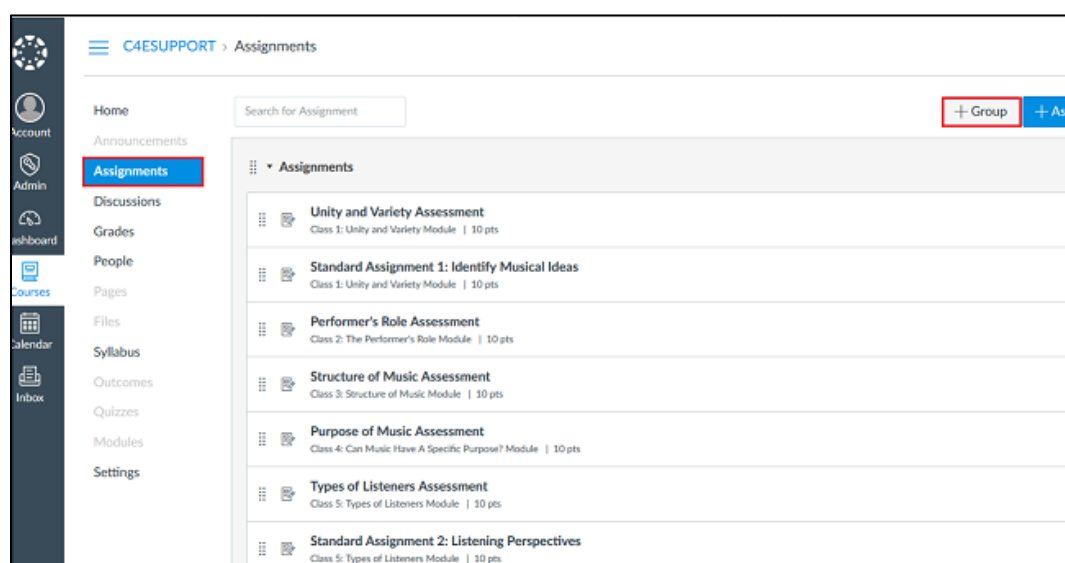 C4ESUPPORT > Assignments
Account
Admin
Dashboard
Courses
Calendar
Inbox
Home
Announcements
Assignments
Discussions
Grades
People
Pages
Files
Syllabus
Outcomes
Quizzes
Modules
Settings
Search for Assignment
+ Group
+ As
Assignments
Unity and Variety Assessment
Class 1: Unity and Variety Module | 10 pts
Standard Assignment 1: Identify Musical Ideas
Class 1: Unity and Variety Module | 10 pts
Performer's Role Assessment
Class 2: The Performer's Role Module | 10 pts
Structure of Music Assessment
Class 3: Structure of Music Module | 10 pts
Purpose of Music Assessment
Class 4: Can Music Have A Specific Purpose? Module | 10 pts
Types of Listeners Assessment
Class 5: Types of Listeners Module | 10 pts
Standard Assignment 2: Listening Perspectives
Class 5: Types of Listeners Module | 10 pts